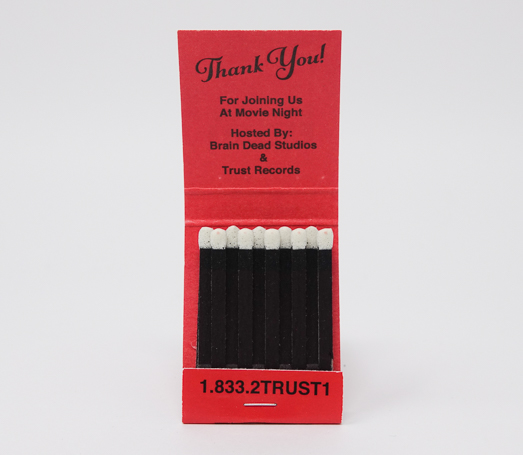 Thank You!
For Joining Us
At Movie Night
Hosted By:
Brain Dead Studios
&
Trust Records
1.833.2TRUST1